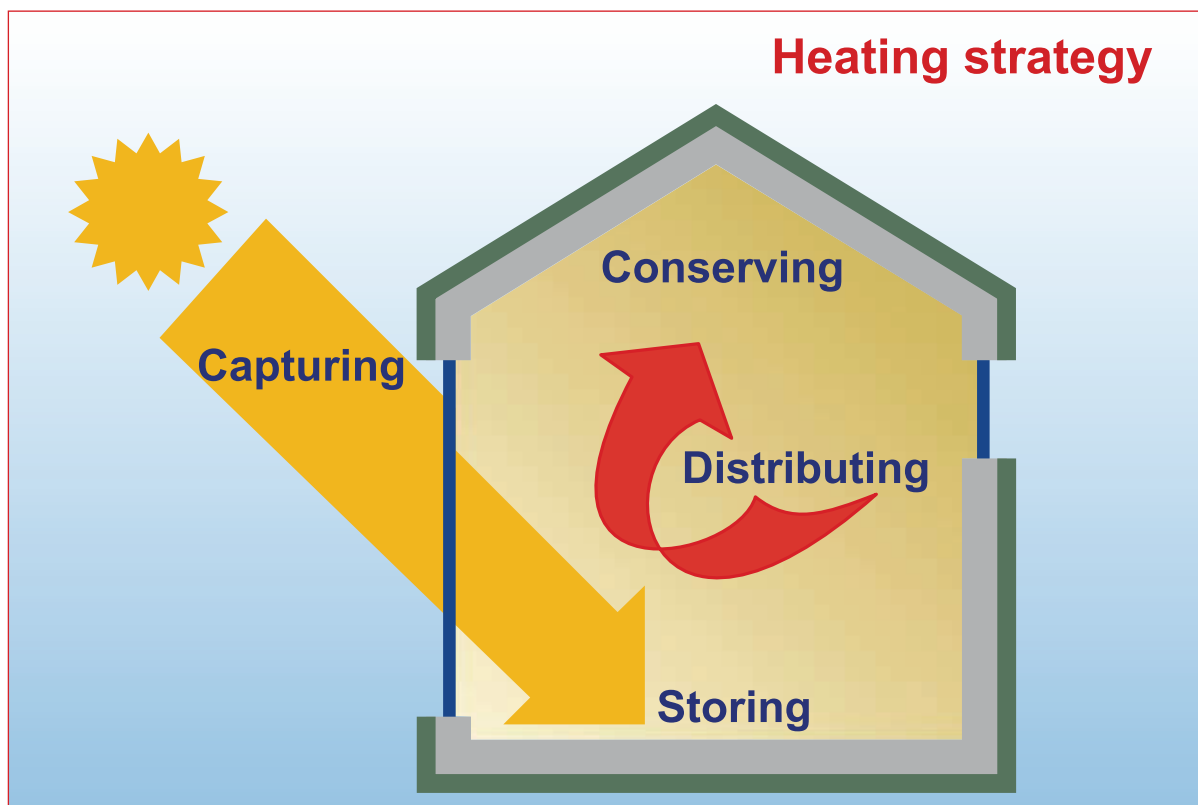 Heating strategy
Conserving
Capturing
Distributing
Storing